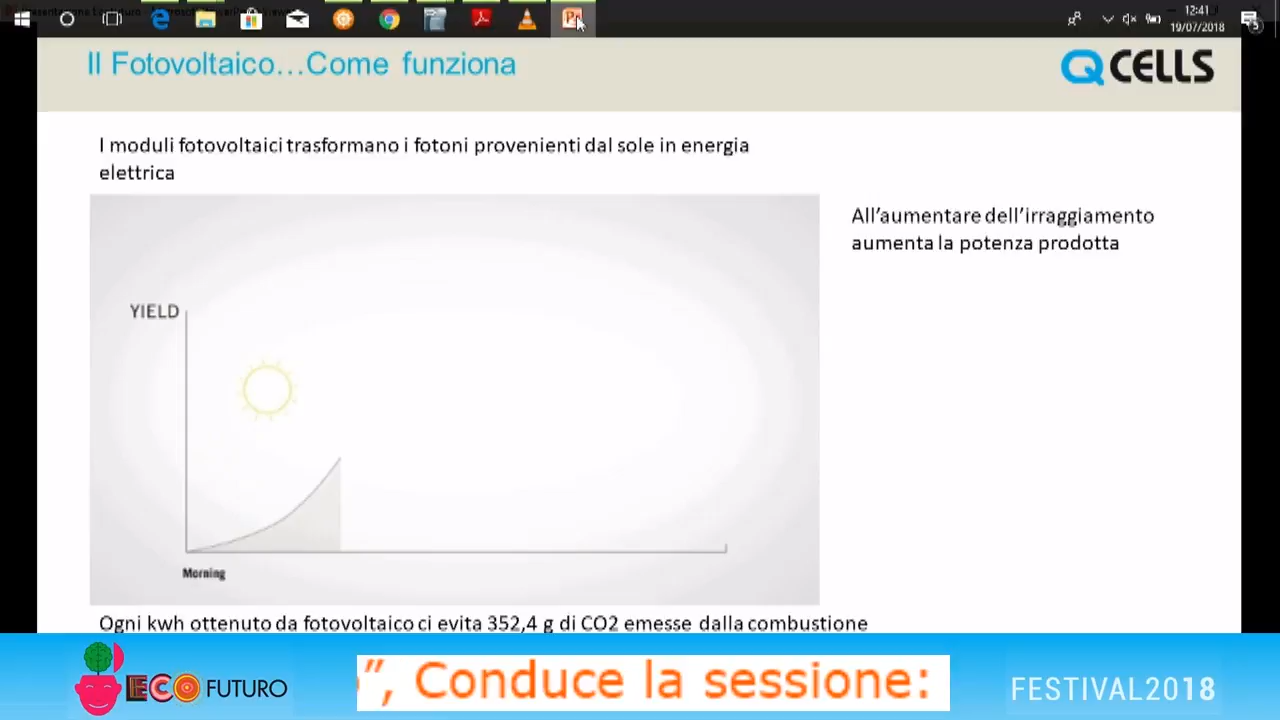 12:41
19/07/2018
5
Il Fotovoltaico...Come funziona
Q CELLS
I moduli fotovoltaici trasformano i fotoni provenienti dal sole in energia
elettrica
All’aumentare dell’irraggiamento
aumenta la potenza prodotta
YIELD
Morning
Ogni kwh ottenuto da fotovoltaico ci evita 352,4 g di CO2 emesse dalla combustione
ECO FUTURO
”, Conduce la sessione:
FESTIVAL2018